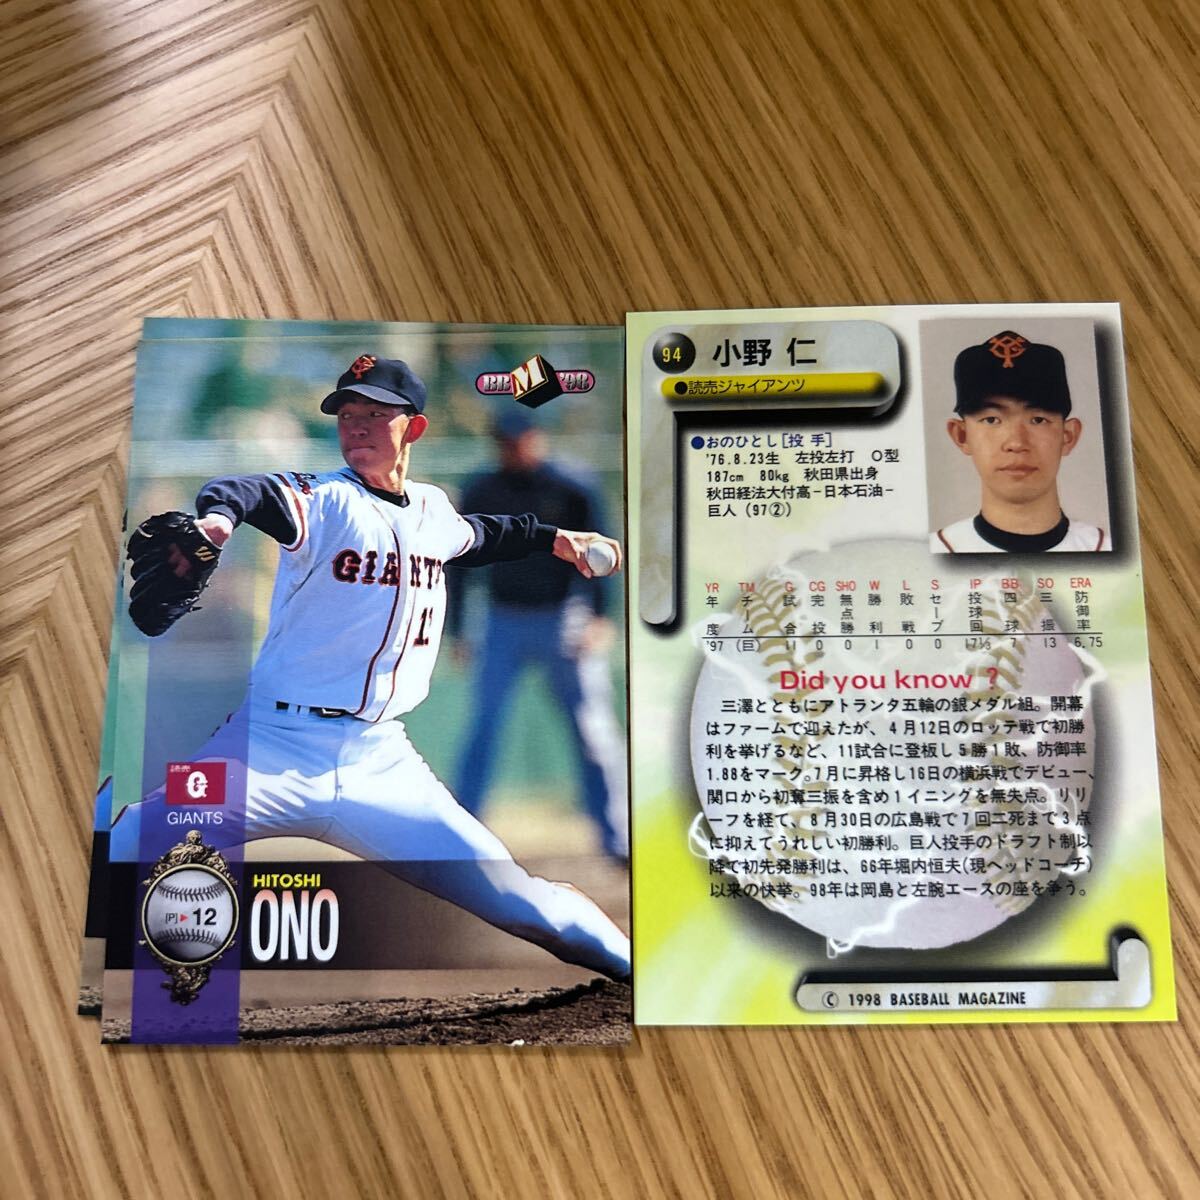 BBM '98
GIANTS
11
読売
G
GIANTS
[P]▶12
HITOSHI
ONO
94
小野 仁
●読売ジャイアンツ
●おのひとし[投手]
'76.8.23生 左投左打 O型
187cm 80kg 秋田県出身
秋田経法大付高-日本石油-
巨人(97②)
YR TM G CG SHO W L S IP BB SO ERA
年度 チーム 試合 完投 無点勝 勝利 敗戦 セーブ 投球回 四球 三振 防御率
'97 (巨) 11 0 0 1 0 0 17⅓ 7 13 6.75
Did you know ?
三澤とともにアトランタ五輪の銀メダル組。開幕
はファームで迎えたが、4月12日のロッテ戦で初勝
利を挙げるなど、11試合に登板し5勝1敗、防御率
1.88をマーク。7月に昇格し16日の横浜戦でデビュー、
関口から初奪三振を含め1イニングを無失点。リリ
ーフを経て、8月30日の広島戦で7回二死まで3点
に抑えてうれしい初勝利。巨人投手のドラフト制以
降で初先発勝利は、66年堀内恒夫(現ヘッドコーチ)
以来の快挙。98年は岡島と左腕エースの座を争う。
© 1998 BASEBALL MAGAZINE